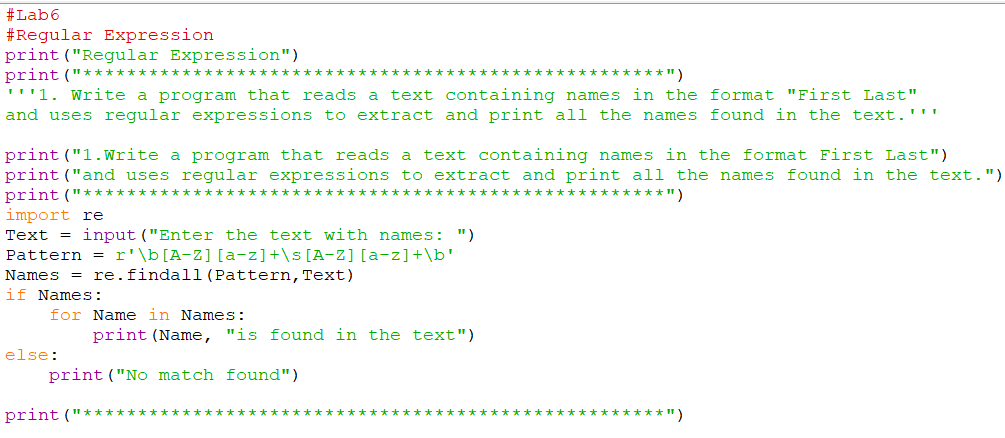 #Lab6
#Regular Expression
print("Regular Expression")
print("*****************************************************")
'''1. Write a program that reads a text containing names in the format "First Last"
and uses regular expressions to extract and print all the names found in the text.'''
print("1.Write a program that reads a text containing names in the format First Last")
print("and uses regular expressions to extract and print all the names found in the text.")
print("*****************************************************")
import re
Text = input("Enter the text with names: ")
Pattern = r'\b[A-Z][a-z]+\s[A-Z][a-z]+\b'
Names = re.findall(Pattern,Text)
if Names:
    for Name in Names:
        print(Name, "is found in the text")
else:
    print("No match found")
print("*****************************************************")